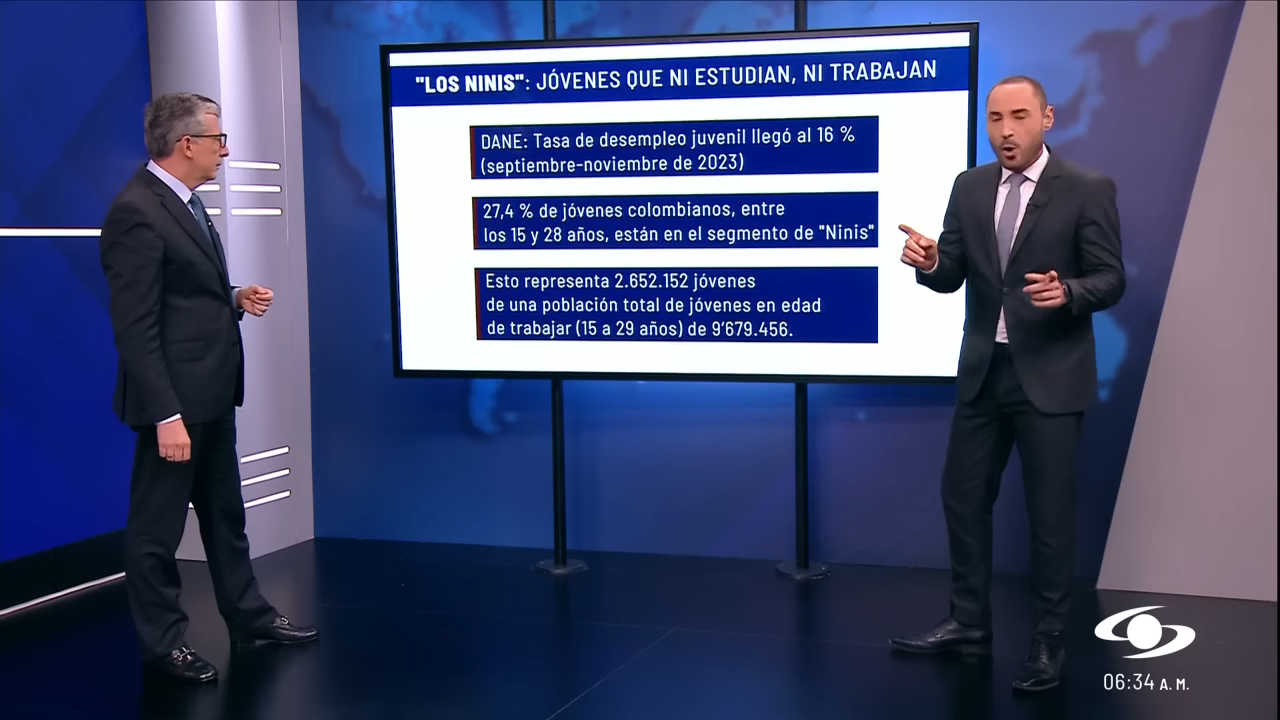 "LOS NINIS": JÓVENES QUE NI ESTUDIAN, NI TRABAJAN
DANE: Tasa de desempleo juvenil llegó al 16 %
(septiembre-noviembre de 2023)
27,4 % de jóvenes colombianos, entre
los 15 y 28 años, están en el segmento de "Ninis"
Esto representa 2.652.152 jóvenes
de una población total de jóvenes en edad
de trabajar (15 a 29 años) de 9'679.456.
06:34 A. M.